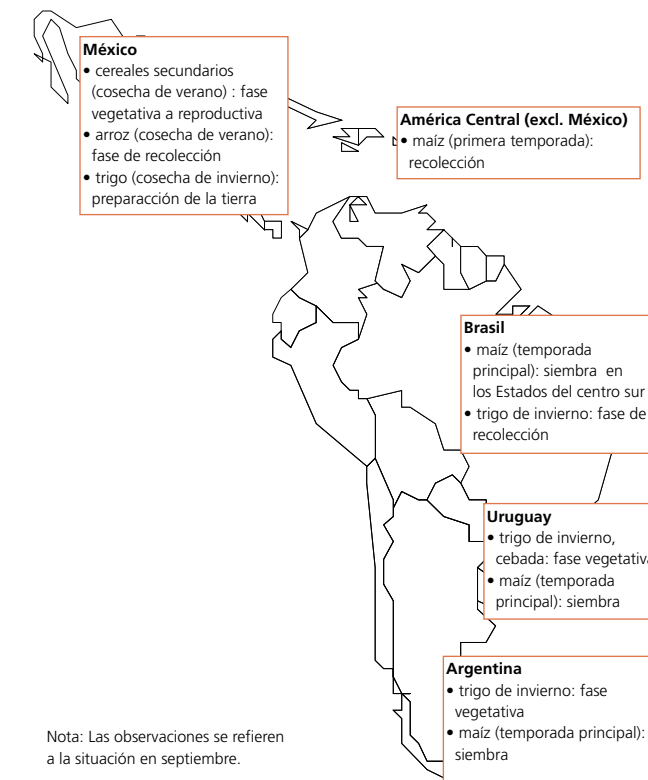 México
• cereales secundarios
(cosecha de verano) : fase
vegetativa a reproductiva
• arroz (cosecha de verano):
fase de recolección
• trigo (cosecha de invierno):
preparacción de la tierra
América Central (excl. México)
• maíz (primera temporada):
recolección
Brasil
• maíz (temporada
principal): siembra en
los Estados del centro sur
• trigo de invierno: fase de
recolección
Uruguay
• trigo de invierno,
cebada: fase vegetativa
• maíz (temporada
principal): siembra
Argentina
• trigo de invierno: fase
vegetativa
• maíz (temporada principal):
siembra
Nota: Las observaciones se refieren
a la situación en septiembre.